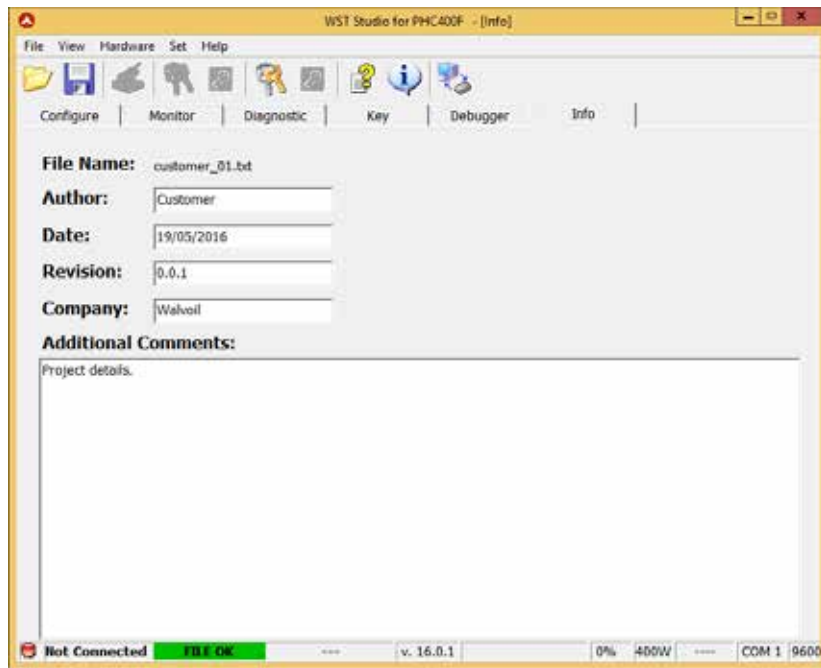 WST Studio for PHC400F - [Info]
File View Hardware Set Help
Configure Monitor Diagnostic Key Debugger Info
File Name: customer_01.txt
Author: Customer
Date: 19/05/2016
Revision: 0.0.1
Company: Walvoil
Additional Comments:
Project details.
Not Connected FILE OK --- v. 16.0.1 0% 400W ---- COM 1 9600